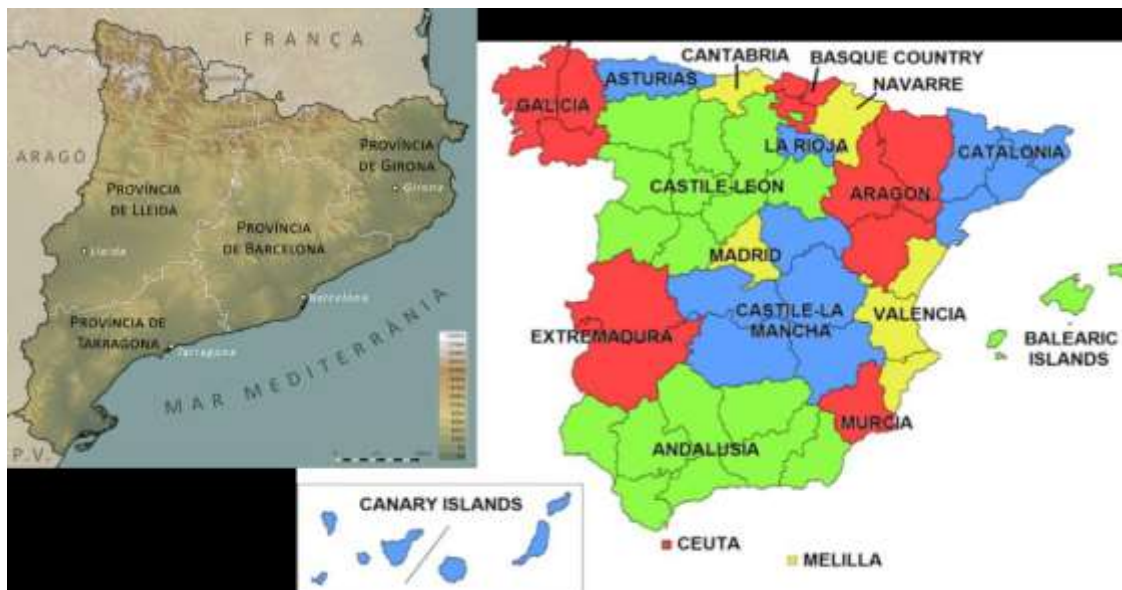 FRANÇA
ARAGÓ
PROVÍNCIA
DE GIRONA
Girona
PROVÍNCIA
DE LLEIDA
Lleida
PROVÍNCIA
DE BARCELONA
Barcelona
PROVÍNCIA DE
TARRAGONA
Tarragona
MAR MEDITERRÀNIA
P.V.
CANTABRIA
BASQUE COUNTRY
ASTURIAS
NAVARRE
GALICIA
LA RIOJA
CATALONIA
CASTILE-LEON
ARAGON
MADRID
CASTILE-LA
MANCHA
VALENCIA
EXTREMADURA
BALEARIC
ISLANDS
MURCIA
ANDALUSIA
CANARY ISLANDS
CEUTA
MELILLA